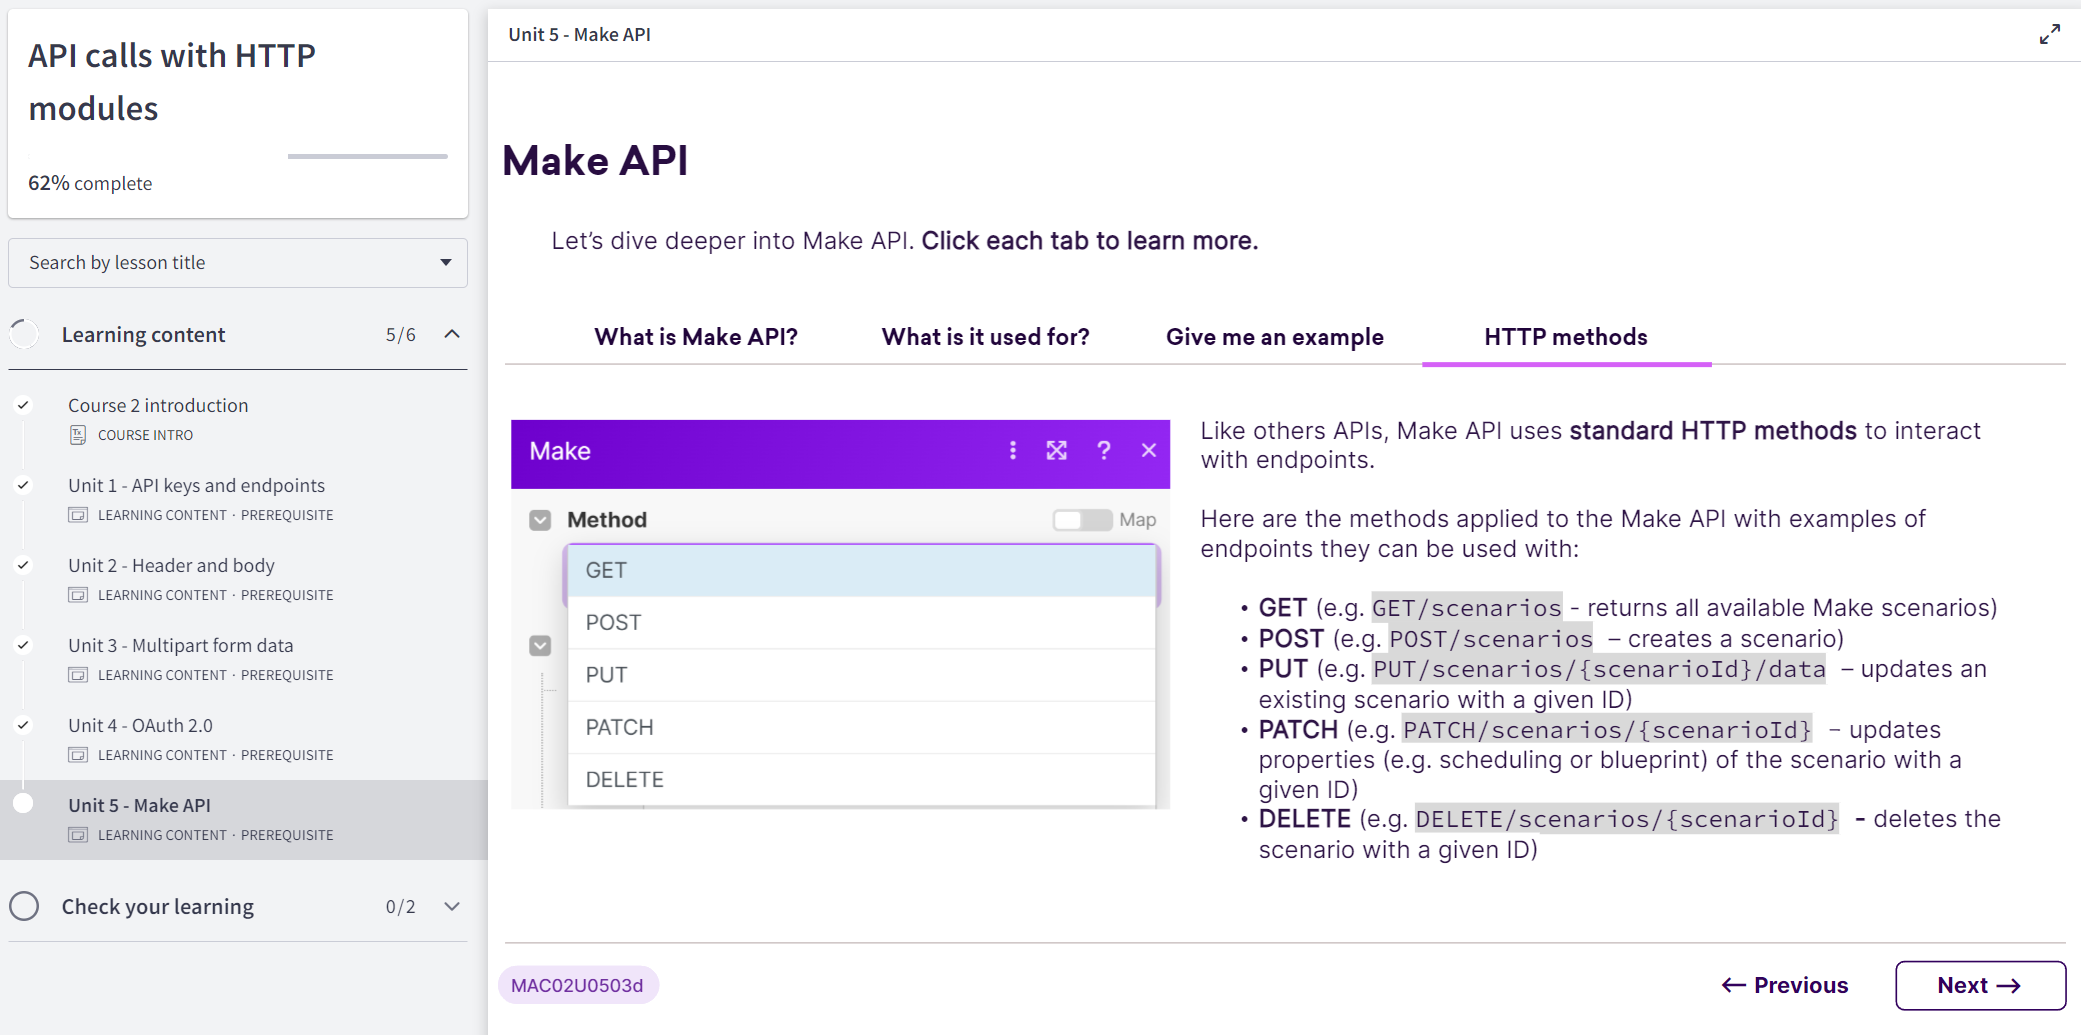 API calls with HTTP
modules
62% complete
Search by lesson title
Learning content 5/6
Course 2 introduction
COURSE INTRO
Unit 1 - API keys and endpoints
LEARNING CONTENT · PREREQUISITE
Unit 2 - Header and body
LEARNING CONTENT · PREREQUISITE
Unit 3 - Multipart form data
LEARNING CONTENT · PREREQUISITE
Unit 4 - OAuth 2.0
LEARNING CONTENT · PREREQUISITE
Unit 5 - Make API
LEARNING CONTENT · PREREQUISITE
Check your learning 0/2
Unit 5 - Make API
Make API
Let’s dive deeper into Make API. Click each tab to learn more.
What is Make API? What is it used for? Give me an example HTTP methods
Make ?
Method Map
GET
POST
PUT
PATCH
DELETE
Like others APIs, Make API uses standard HTTP methods to interact
with endpoints.
Here are the methods applied to the Make API with examples of
endpoints they can be used with:
• GET (e.g. GET/scenarios - returns all available Make scenarios)
• POST (e.g. POST/scenarios – creates a scenario)
• PUT (e.g. PUT/scenarios/{scenarioId}/data – updates an
existing scenario with a given ID)
• PATCH (e.g. PATCH/scenarios/{scenarioId} – updates
properties (e.g. scheduling or blueprint) of the scenario with a
given ID)
• DELETE (e.g. DELETE/scenarios/{scenarioId} - deletes the
scenario with a given ID)
MAC02U0503d
← Previous
Next →